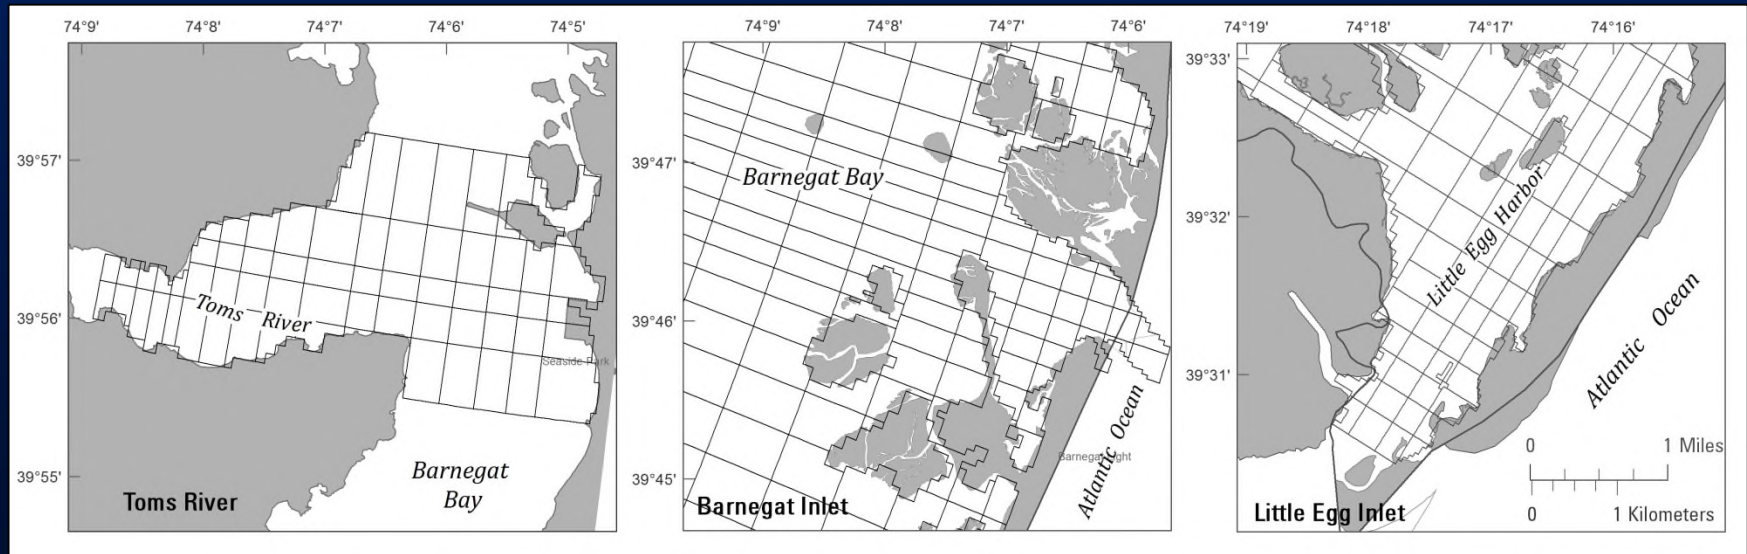 74°9' 74°8' 74°7' 74°6' 74°5'
39°57'
39°56'
39°55'
Toms River
Seaside Park
Barnegat
Bay
Toms River
74°9' 74°8' 74°7' 74°6'
39°47'
39°46'
39°45'
Barnegat Bay
Atlantic Ocean
Barnegat Light
Barnegat Inlet
74°19' 74°18' 74°17' 74°16'
39°33'
39°32'
39°31'
Little Egg Harbor
Atlantic Ocean
0 1 Miles
0 1 Kilometers
Little Egg Inlet